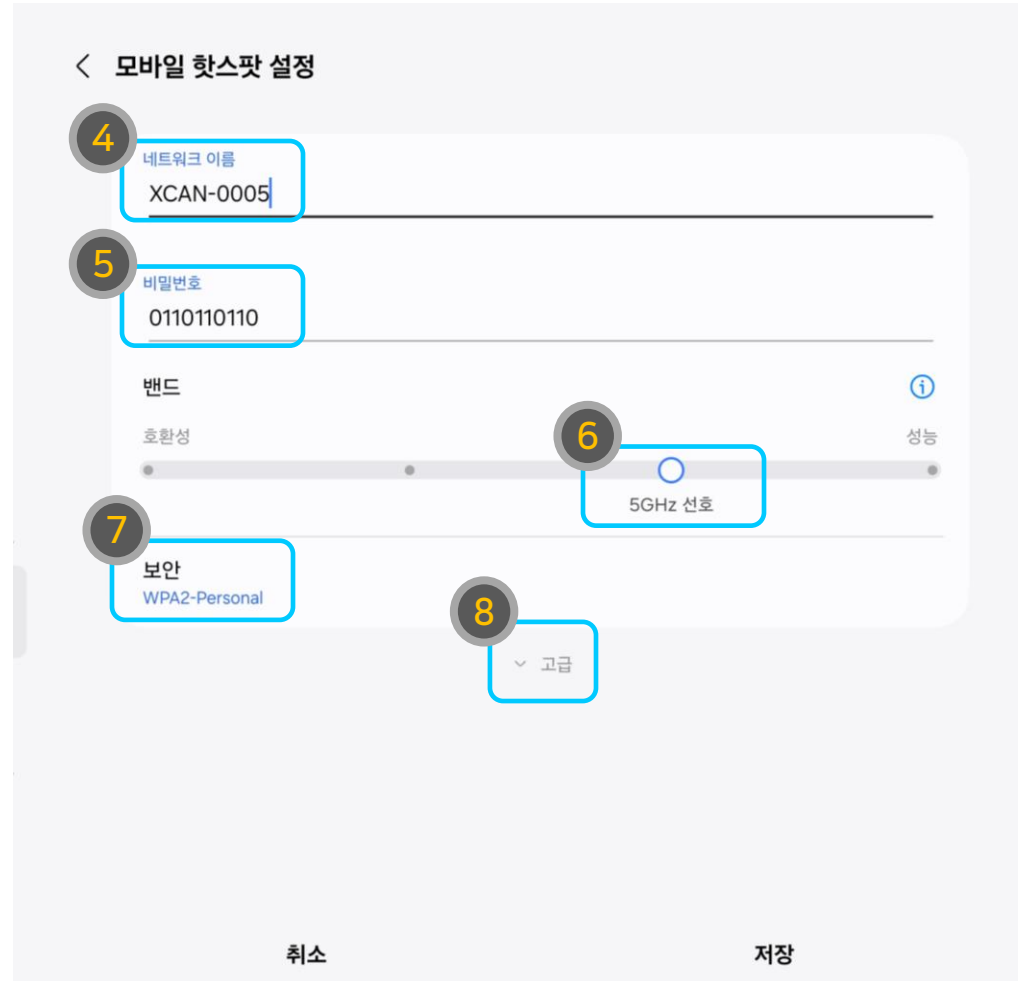 < 모바일 핫스팟 설정
4
네트워크 이름
XCAN-0005
5
비밀번호
0110110110
밴드
호환성
6
성능
5GHz 선호
7
보안
WPA2-Personal
8
고급
취소 저장